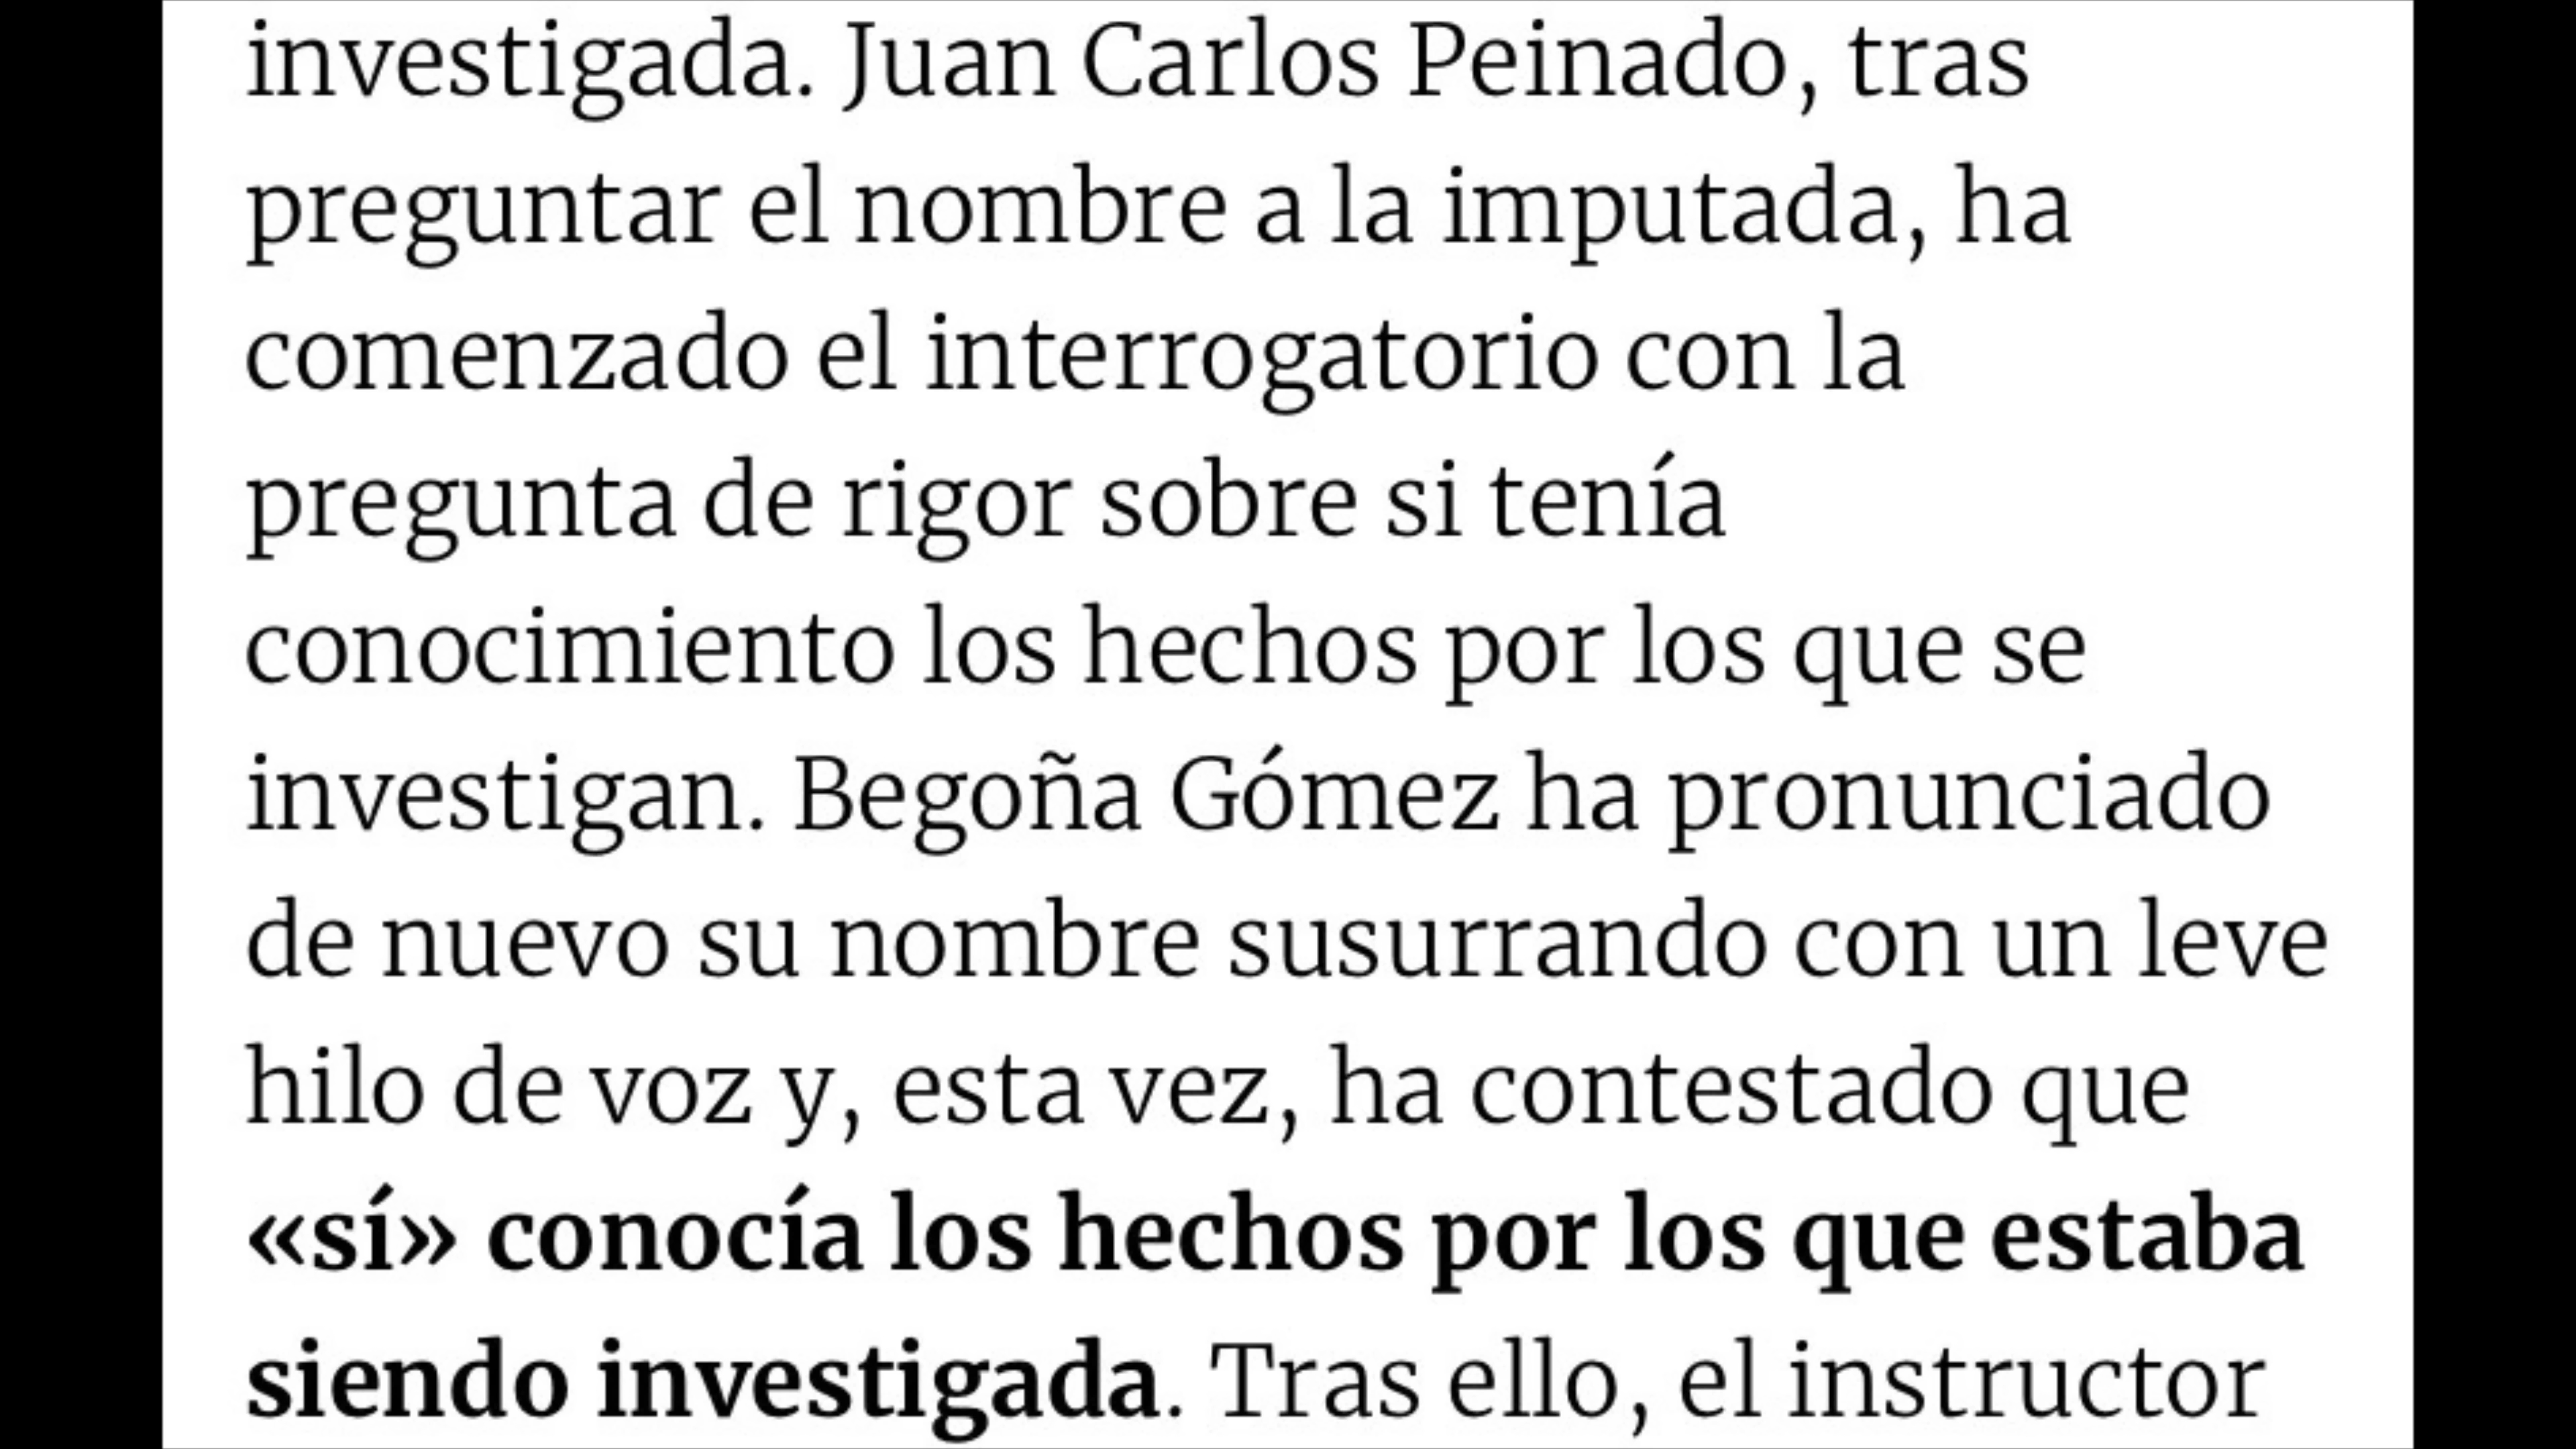 investigada. Juan Carlos Peinado, tras
preguntar el nombre a la imputada, ha
comenzado el interrogatorio con la
pregunta de rigor sobre si tenía
conocimiento los hechos por los que se
investigan. Begoña Gómez ha pronunciado
de nuevo su nombre susurrando con un leve
hilo de voz y, esta vez, ha contestado que
«sí» conocía los hechos por los que estaba
siendo investigada. Tras ello, el instructor